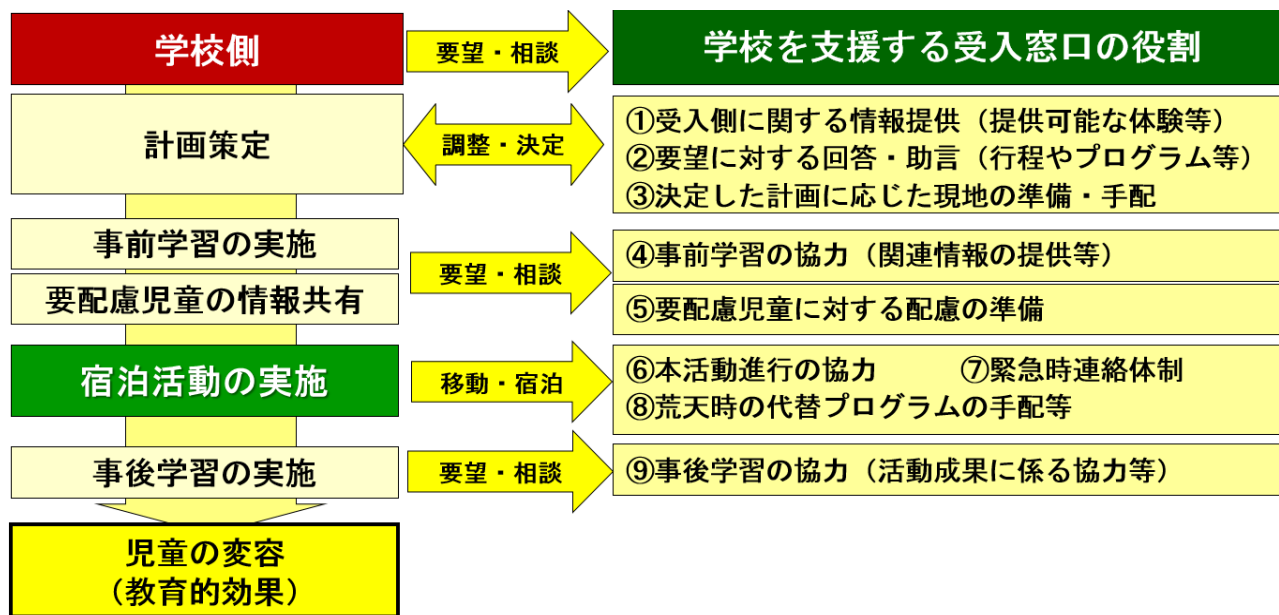 学校側
要望・相談
学校を支援する受入窓口の役割
計画策定
調整・決定
①受入側に関する情報提供（提供可能な体験等）
②要望に対する回答・助言（行程やプログラム等）
③決定した計画に応じた現地の準備・手配
事前学習の実施
要配慮児童の情報共有
要望・相談
④事前学習の協力（関連情報の提供等）
⑤要配慮児童に対する配慮の準備
宿泊活動の実施
移動・宿泊
⑥本活動進行の協力　　　⑦緊急時連絡体制
⑧荒天時の代替プログラムの手配等
事後学習の実施
要望・相談
⑨事後学習の協力（活動成果に係る協力等）
児童の変容
（教育的効果）